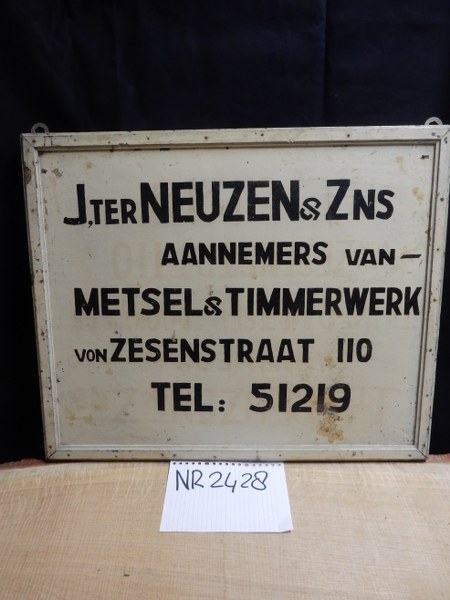 J, TER NEUZEN & ZNS
AANNEMERS VAN –
METSEL & TIMMERWERK
VON ZESENSTRAAT 110
TEL: 51219
NR 2428